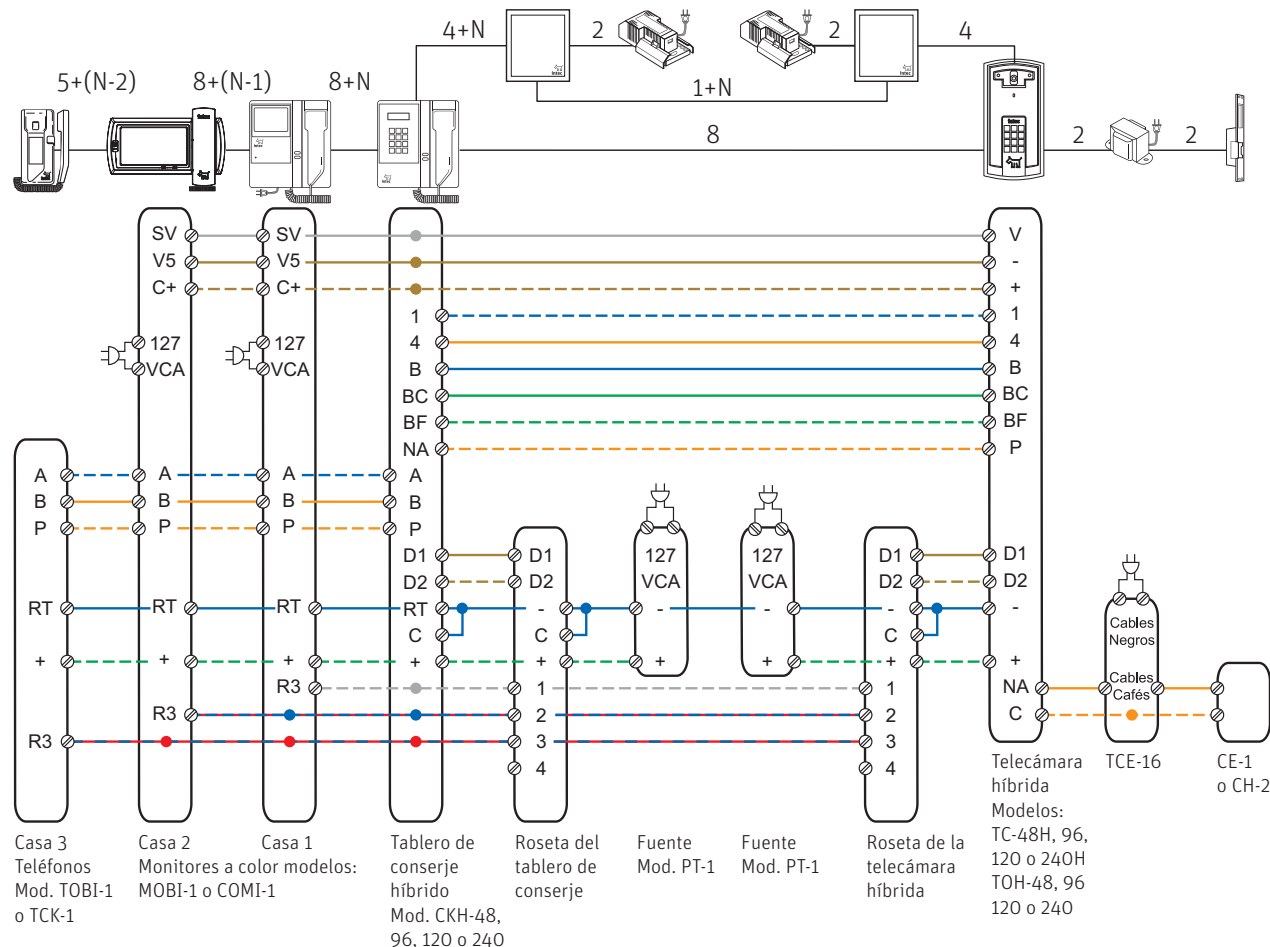 4+N
2
2
4
5+(N-2)
8+(N-1)
8+N
1+N
8
2
2
intec
intec
intec
intec
intec
SV
SV
V
V5
V5
-
C+
C+
+
1
1
127
VCA
127
VCA
4
4
B
B
BC
BC
BF
BF
NA
P
A
A
A
A
B
B
B
B
P
P
P
P
127
VCA
127
VCA
D1
D1
D1
D1
D2
D2
D2
D2
RT
RT
RT
RT
-
-
-
-
-
C
C
C
Cables
Negros
+
+
+
+
+
+
+
+
+
R3
1
1
NA
Cables
Cafés
R3
2
2
C
R3
3
3
4
4
Casa 3
Teléfonos
Mod. TOBI-1
o TCK-1
Casa 2
Casa 1
Monitores a color modelos:
MOBI-1 o COMI-1
Tablero de
conserje
híbrido
Mod. CKH-48,
96, 120 o 240
Roseta del
tablero de
conserje
Fuente
Mod. PT-1
Fuente
Mod. PT-1
Roseta de la
telecámara
híbrida
Telecámara
híbrida
Modelos:
TC-48H, 96,
120 o 240H
TOH-48, 96
120 o 240
TCE-16
CE-1
o CH-2